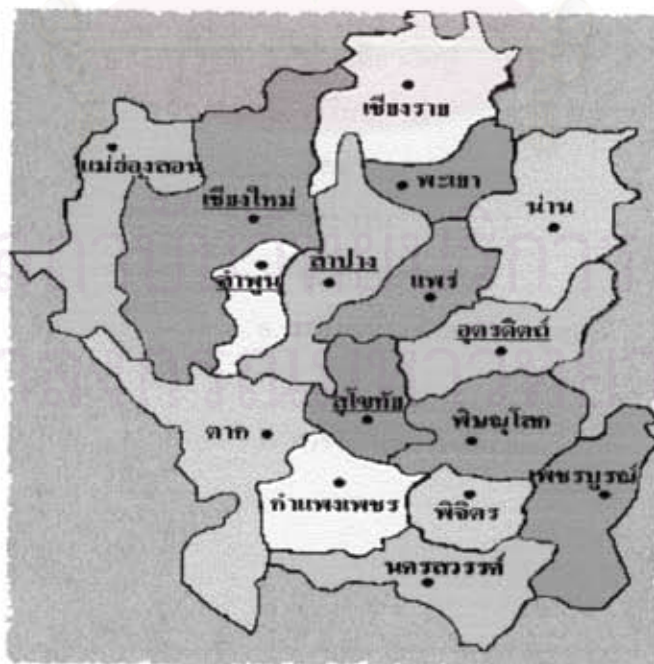 เชียงราย
แม่ฮ่องสอน
พะเยา
เชียงใหม่
น่าน
ลำพูน
ลำปาง
แพร่
อุตรดิตถ์
สุโขทัย
ตาก
พิษณุโลก
เพชรบูรณ์
กำแพงเพชร
พิจิตร
นครสวรรค์